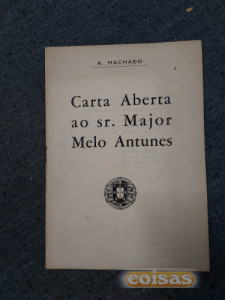 A. MACHADO
Carta Aberta
ao sr. Major
Melo Antunes
coisas